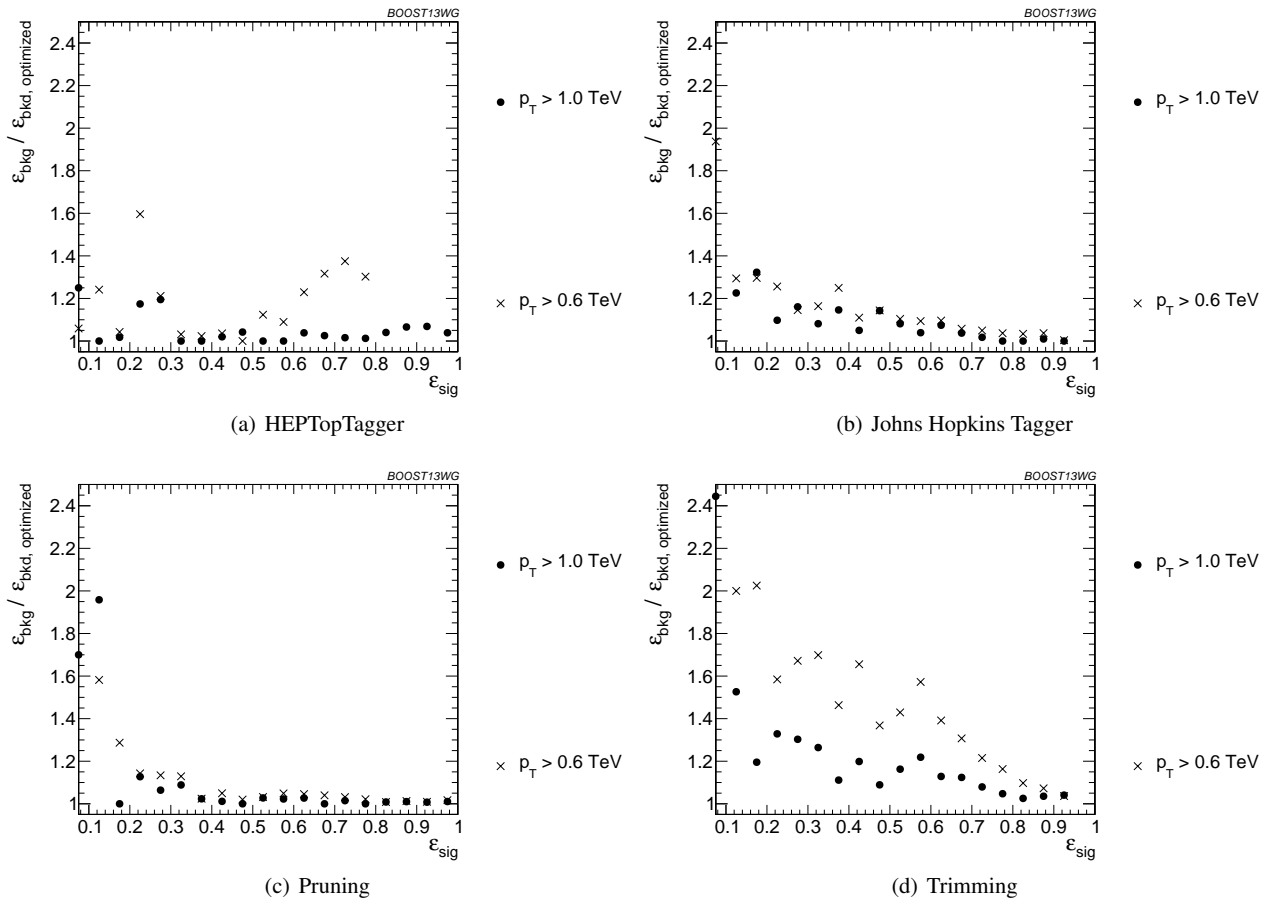 BOOST13WG
ε_bkg / ε_bkd, optimized
2.4
2.2
2
1.8
1.6
1.4
1.2
1
0.1 0.2 0.3 0.4 0.5 0.6 0.7 0.8 0.9 1
ε_sig
p_T > 1.0 TeV
p_T > 0.6 TeV
(a) HEPTopTagger
BOOST13WG
ε_bkg / ε_bkd, optimized
2.4
2.2
2
1.8
1.6
1.4
1.2
1
0.1 0.2 0.3 0.4 0.5 0.6 0.7 0.8 0.9 1
ε_sig
p_T > 1.0 TeV
p_T > 0.6 TeV
(b) Johns Hopkins Tagger
BOOST13WG
ε_bkg / ε_bkd, optimized
2.4
2.2
2
1.8
1.6
1.4
1.2
1
0.1 0.2 0.3 0.4 0.5 0.6 0.7 0.8 0.9 1
ε_sig
p_T > 1.0 TeV
p_T > 0.6 TeV
(c) Pruning
BOOST13WG
ε_bkg / ε_bkd, optimized
2.4
2.2
2
1.8
1.6
1.4
1.2
1
0.1 0.2 0.3 0.4 0.5 0.6 0.7 0.8 0.9 1
ε_sig
p_T > 1.0 TeV
p_T > 0.6 TeV
(d) Trimming